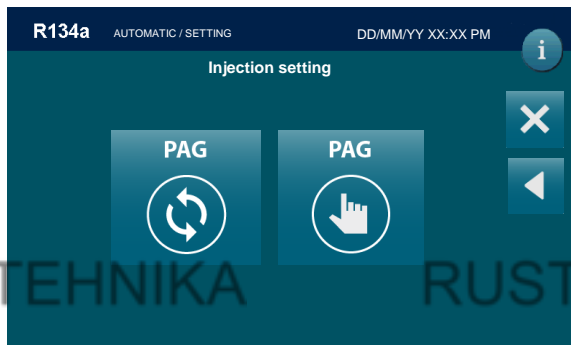 R134a AUTOMATIC / SETTING DD/MM/YY XX:XX PM
i
Injection setting
PAG PAG
TEHNIKA RUST